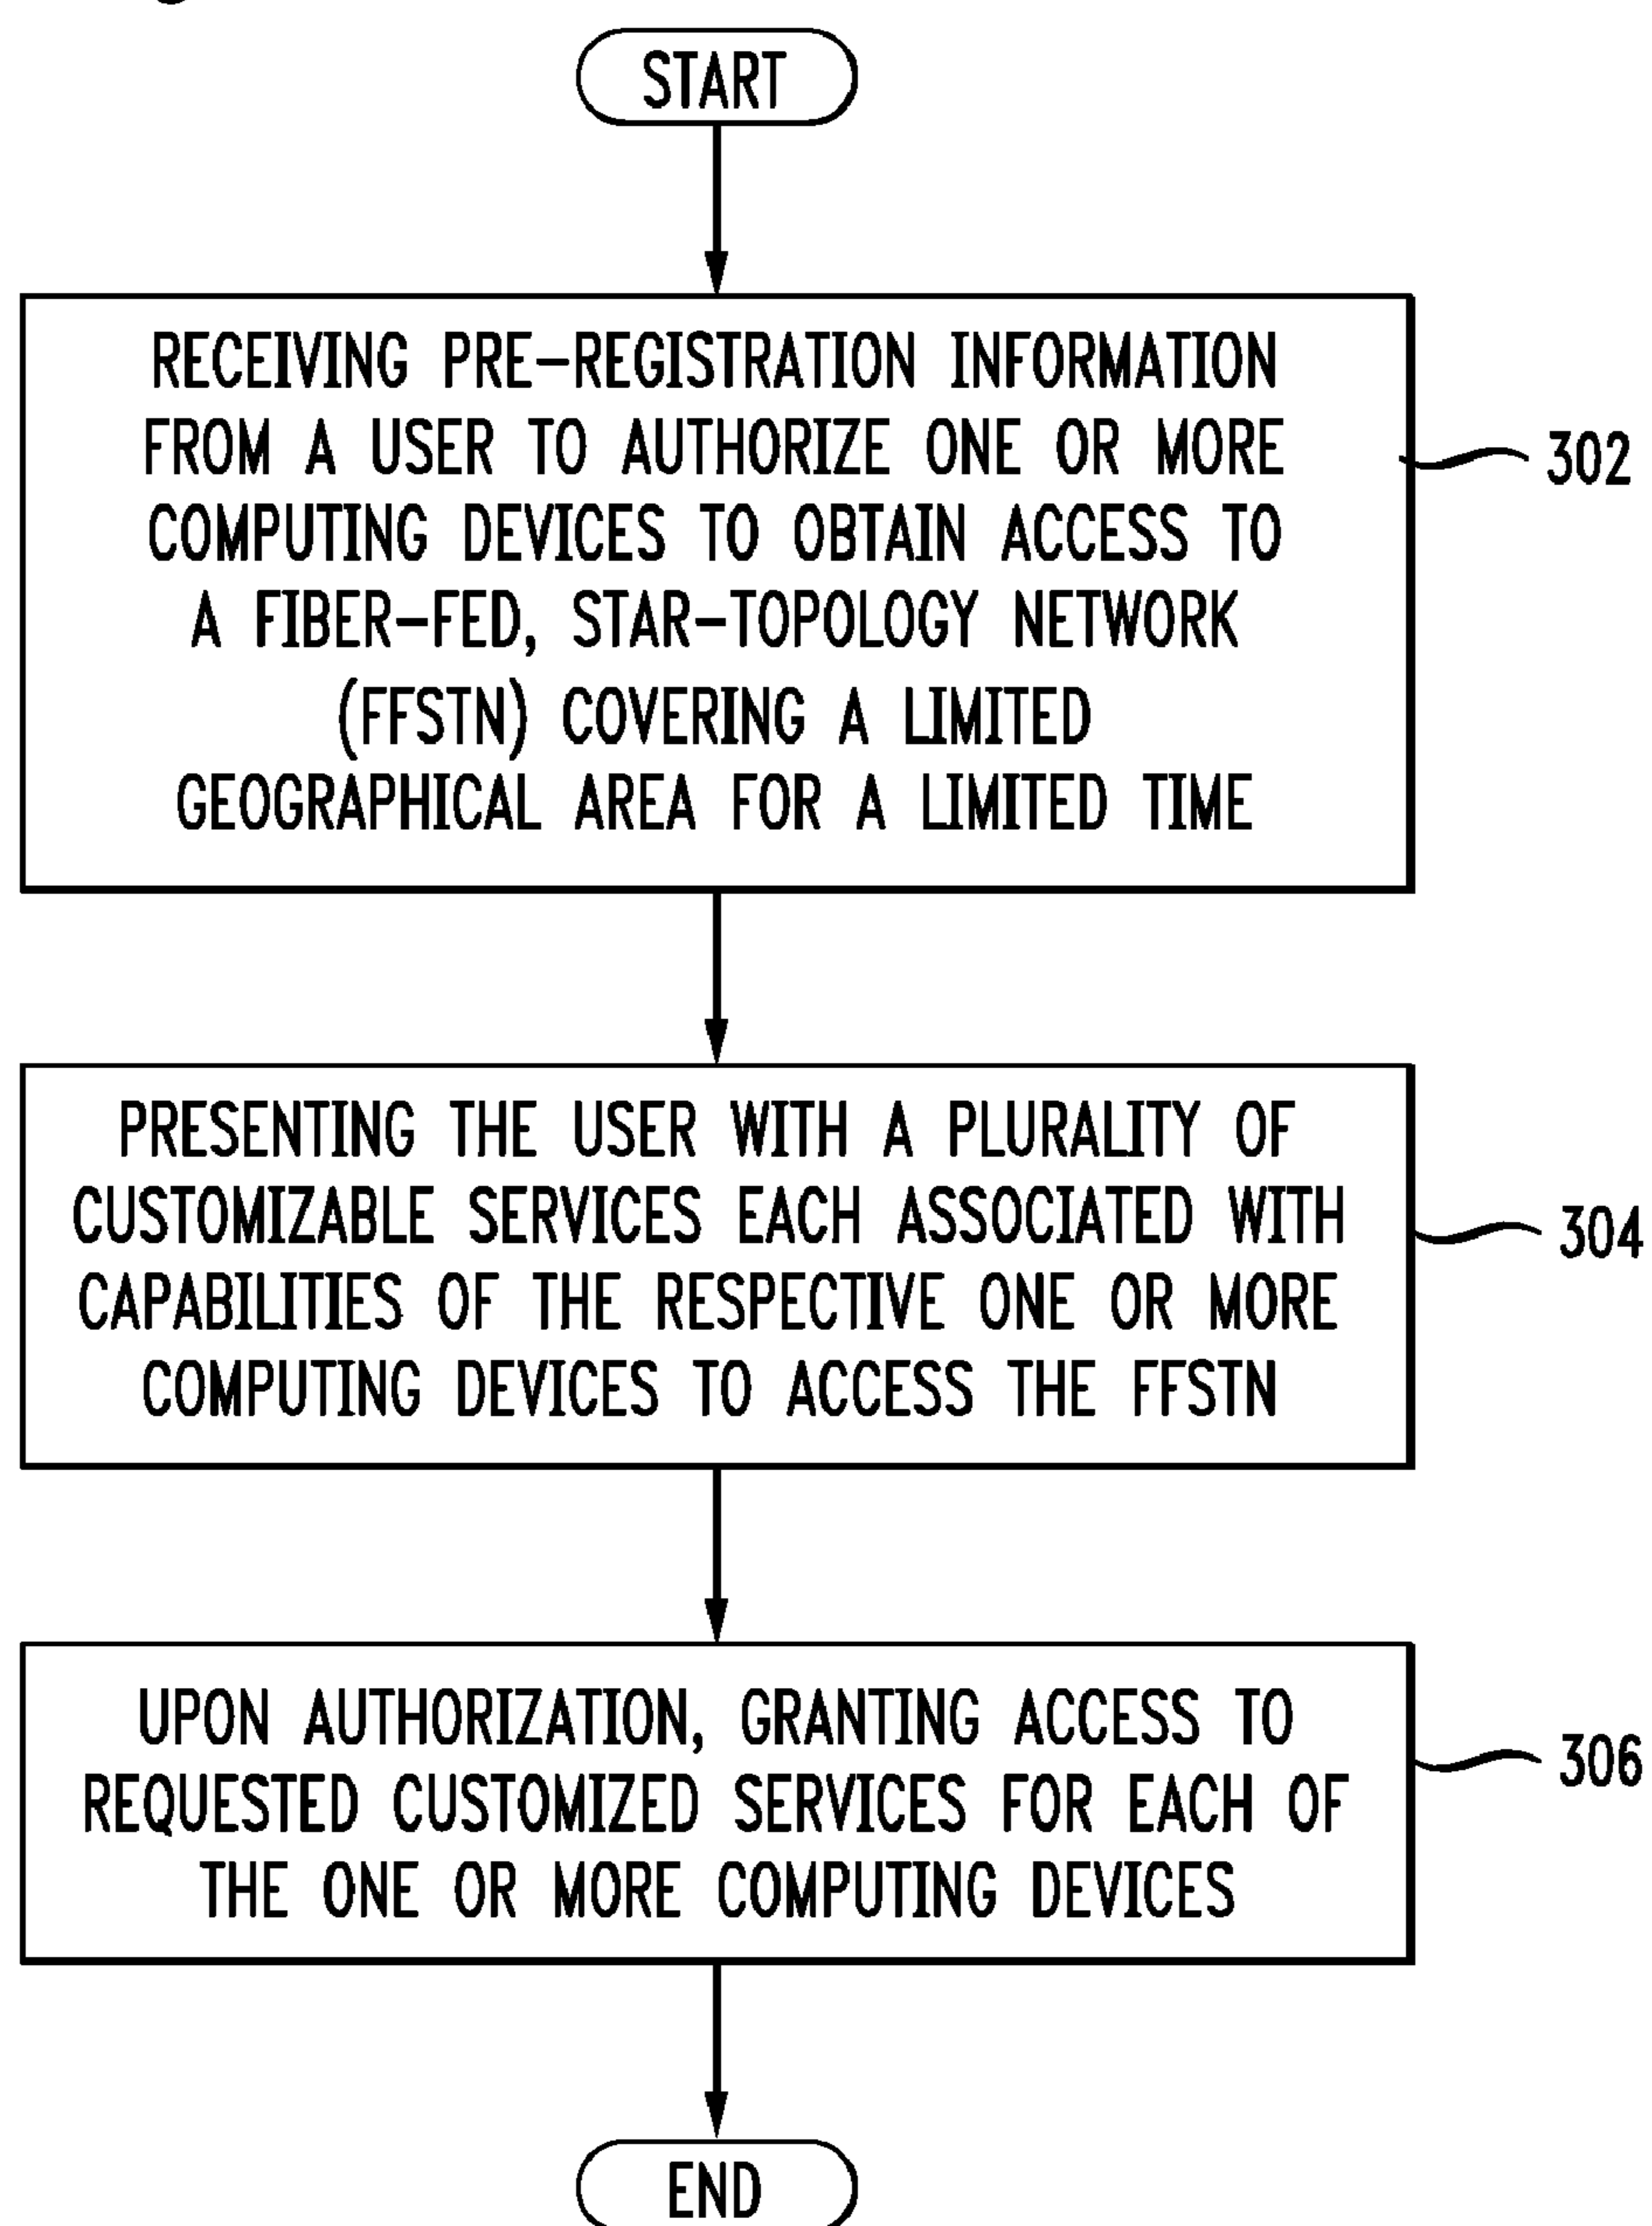 START
RECEIVING PRE-REGISTRATION INFORMATION
FROM A USER TO AUTHORIZE ONE OR MORE
COMPUTING DEVICES TO OBTAIN ACCESS TO
A FIBER-FED, STAR-TOPOLOGY NETWORK
(FFSTN) COVERING A LIMITED
GEOGRAPHICAL AREA FOR A LIMITED TIME
302
PRESENTING THE USER WITH A PLURALITY OF
CUSTOMIZABLE SERVICES EACH ASSOCIATED WITH
CAPABILITIES OF THE RESPECTIVE ONE OR MORE
COMPUTING DEVICES TO ACCESS THE FFSTN
304
UPON AUTHORIZATION, GRANTING ACCESS TO
REQUESTED CUSTOMIZED SERVICES FOR EACH OF
THE ONE OR MORE COMPUTING DEVICES
306
END